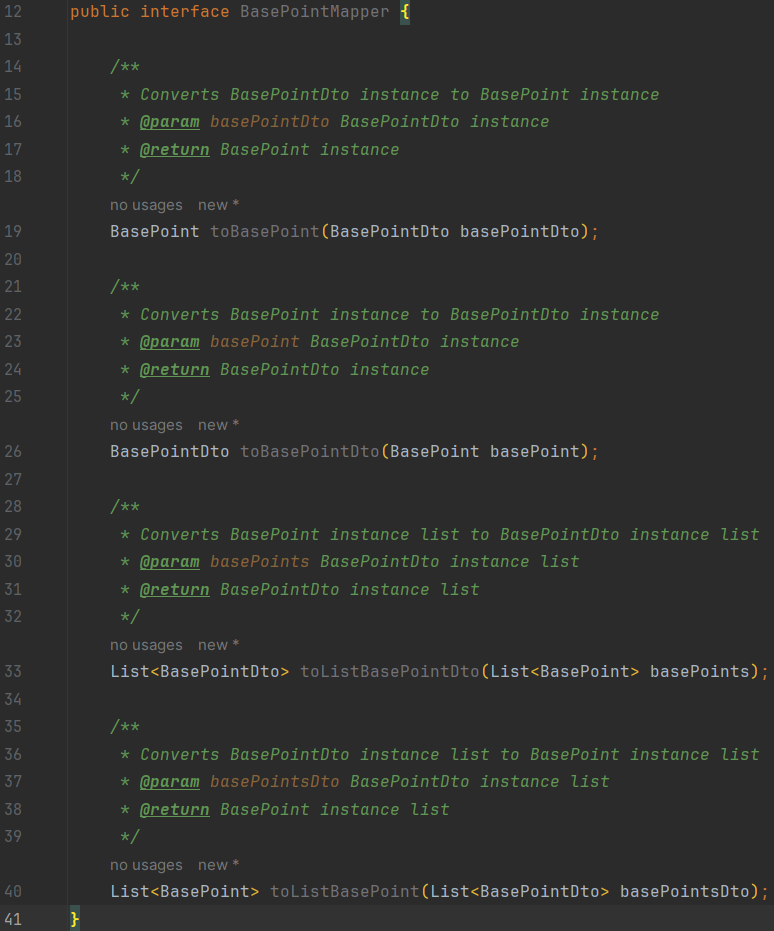 12 public interface BasePointMapper {
13
14 /**
15 * Converts BasePointDto instance to BasePoint instance
16 * @param basePointDto BasePointDto instance
17 * @return BasePoint instance
18 */
no usages new *
19 BasePoint toBasePoint(BasePointDto basePointDto);
20
21 /**
22 * Converts BasePoint instance to BasePointDto instance
23 * @param basePoint BasePointDto instance
24 * @return BasePointDto instance
25 */
no usages new *
26 BasePointDto toBasePointDto(BasePoint basePoint);
27
28 /**
29 * Converts BasePoint instance list to BasePointDto instance list
30 * @param basePoints BasePointDto instance list
31 * @return BasePointDto instance list
32 */
no usages new *
33 List<BasePointDto> toListBasePointDto(List<BasePoint> basePoints);
34
35 /**
36 * Converts BasePointDto instance list to BasePoint instance list
37 * @param basePointsDto BasePointDto instance list
38 * @return BasePoint instance list
39 */
no usages new *
40 List<BasePoint> toListBasePoint(List<BasePointDto> basePointsDto);
41 }